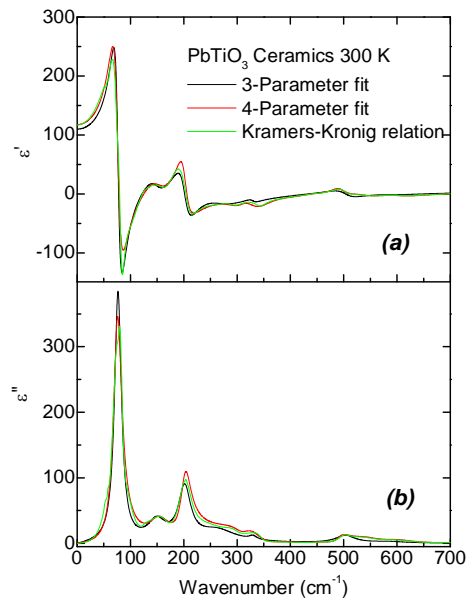 300
200
100
0
-100
ε'
PbTiO₃ Ceramics 300 K
3-Parameter fit
4-Parameter fit
Kramers-Kronig relation
(a)
300
200
100
0
ε''
(b)
0 100 200 300 400 500 600 700
Wavenumber (cm⁻¹)